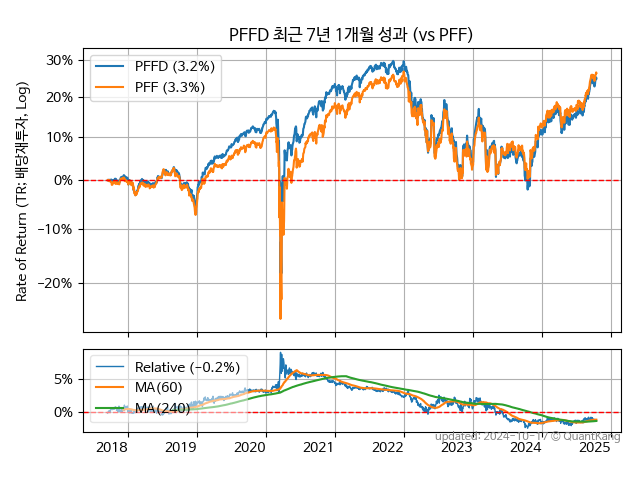 PFFD 최근 7년 1개월 성과 (vs PFF)
Rate of Return (TR: 배당재투자, Log)
30%
20%
10%
0%
−10%
−20%
PFFD (3.2%)
PFF (3.3%)
5%
0%
Relative (−0.2%)
MA(60)
MA(240)
2018 2019 2020 2021 2022 2023 2024 2025
updated: 2024-10-17 © QuantKang